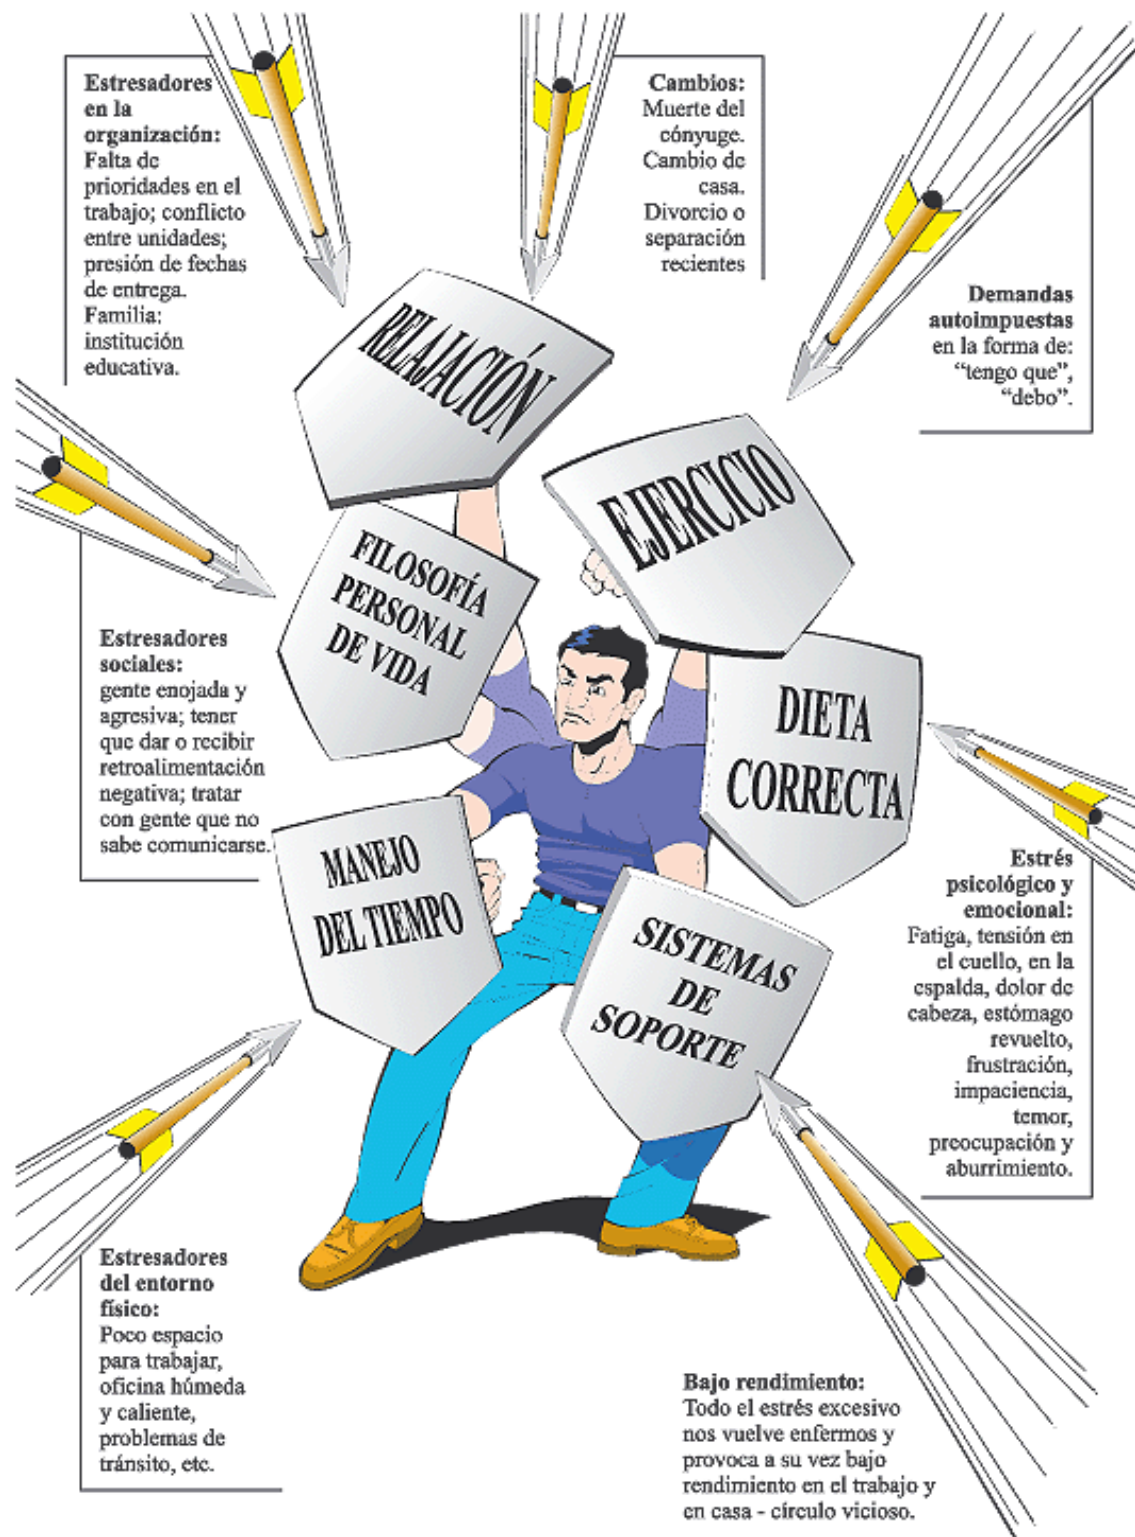 Estresadores
en la
organización:
Falta de
prioridades en el
trabajo; conflicto
entre unidades;
presión de fechas
de entrega.
Familia:
institución
educativa.
Cambios:
Muerte del
cónyuge.
Cambio de
casa.
Divorcio o
separación
recientes
Demandas
autoimpuestas
en la forma de:
“tengo que”,
“debo”.
RELAJACIÓN
EJERCICIO
FILOSOFÍA
PERSONAL
DE VIDA
DIETA
CORRECTA
MANEJO
DEL TIEMPO
SISTEMAS
DE
SOPORTE
Estresadores
sociales:
gente enojada y
agresiva; tener
que dar o recibir
retroalimentación
negativa; tratar
con gente que no
sabe comunicarse.
Estrés
psicológico y
emocional:
Fatiga, tensión en
el cuello, en la
espalda, dolor de
cabeza, estómago
revuelto,
frustración,
impaciencia,
temor,
preocupación y
aburrimiento.
Estresadores
del entorno
físico:
Poco espacio
para trabajar,
oficina húmeda
y caliente,
problemas de
tránsito, etc.
Bajo rendimiento:
Todo el estrés excesivo
nos vuelve enfermos y
provoca a su vez bajo
rendimiento en el trabajo y
en casa - círculo vicioso.